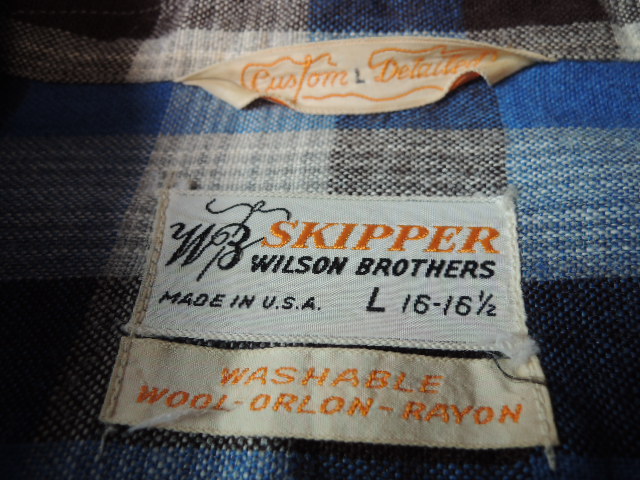 Custom L Detailed
WB SKIPPER
WILSON BROTHERS
MADE IN U.S.A. L 16-16½
WASHABLE
WOOL-ORLON-RAYON